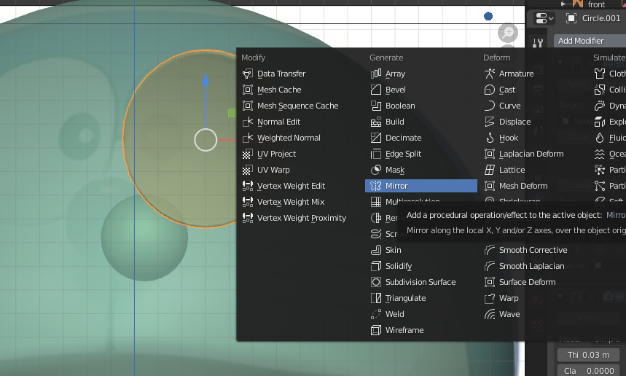 front
Circle.001
Add Modifier
Modify
Data Transfer
Mesh Cache
Mesh Sequence Cache
Normal Edit
Weighted Normal
UV Project
UV Warp
Vertex Weight Edit
Vertex Weight Mix
Vertex Weight Proximity
Generate
Array
Bevel
Boolean
Build
Decimate
Edge Split
Mask
Mirror
Multiresolution
Re
Scr
Skin
Solidify
Subdivision Surface
Triangulate
Weld
Wireframe
Deform
Armature
Cast
Curve
Displace
Hook
Laplacian Deform
Lattice
Mesh Deform
Shrinkwrap
Smooth Corrective
Smooth Laplacian
Surface Deform
Warp
Wave
Simulate
Cloth
Colli
Dyna
Explo
Fluid
Ocea
Parti
Parti
Soft
Add a procedural operation/effect to the active object: Mirro
Mirror along the local X, Y and/or Z axes, over the object orig
Thi 0.03 m
Cla 0.0000